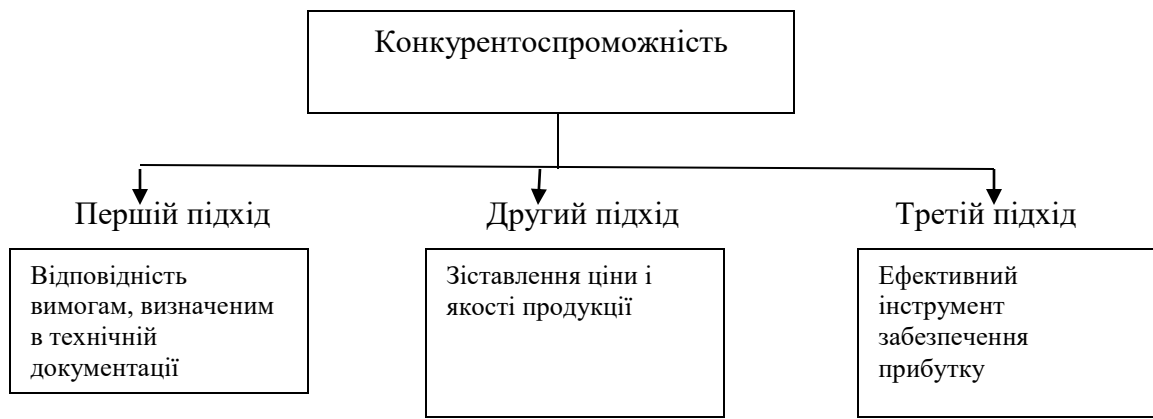 Конкурентоспроможність
Першій підхід
Другий підхід
Третій підхід
Відповідність
вимогам, визначеним
в технічній
документації
Зіставлення ціни і
якості продукції
Ефективний
інструмент
забезпечення
прибутку